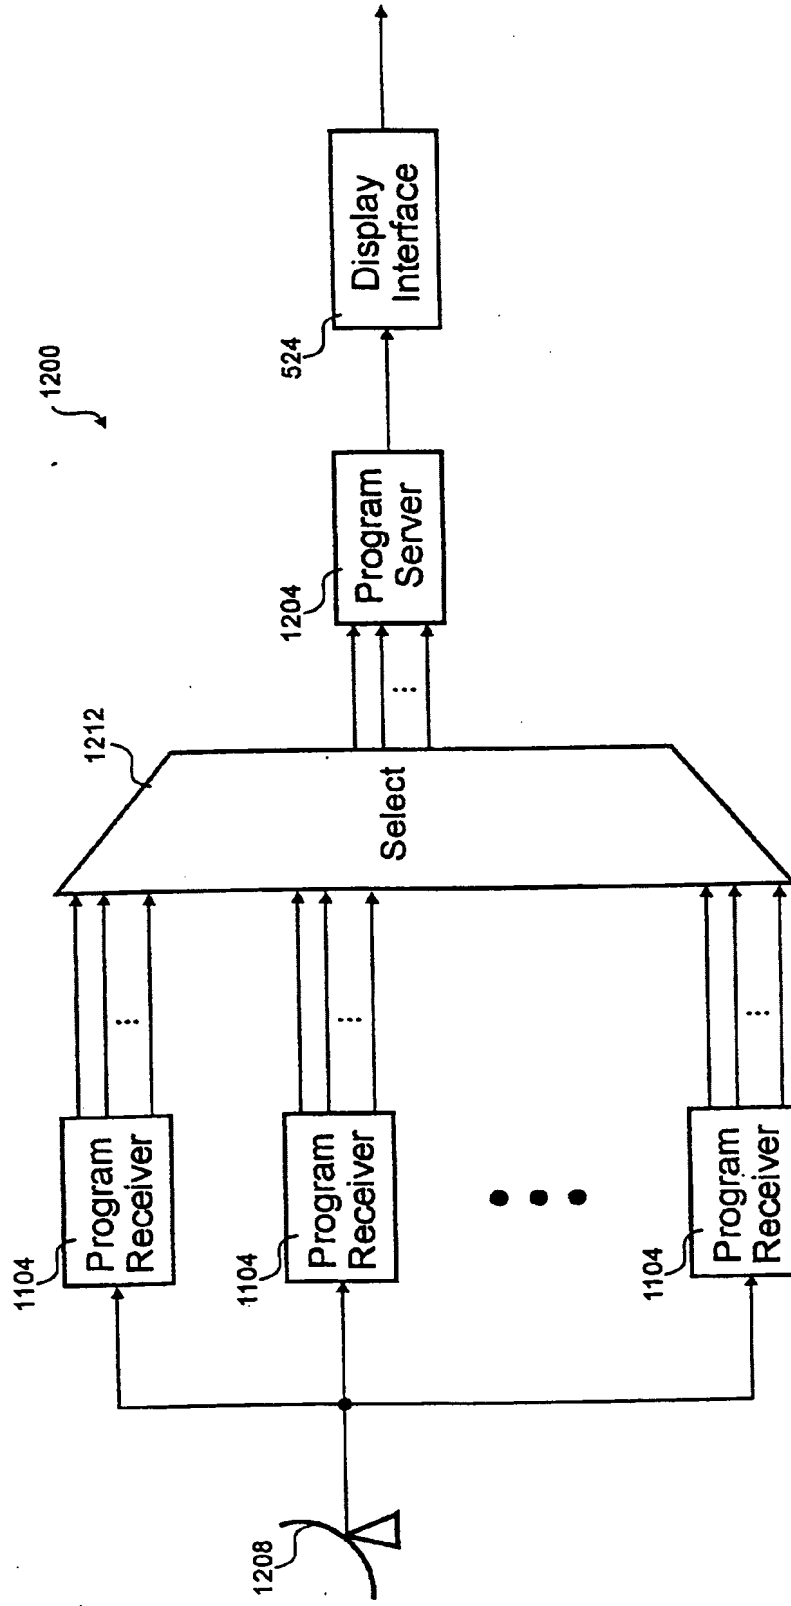 1200
1208
1104
Program
Receiver
1104
Program
Receiver
1104
Program
Receiver
1212
Select
1204
Program
Server
524
Display
Interface